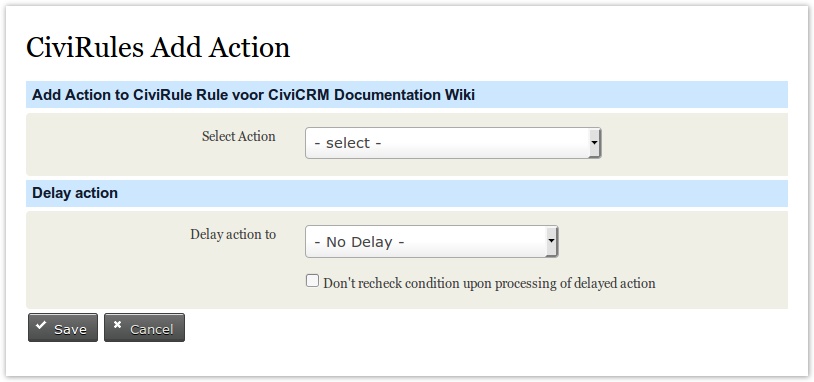 CiviRules Add Action
Add Action to CiviRule Rule voor CiviCRM Documentation Wiki
Select Action
- select -
Delay action
Delay action to
- No Delay -
Don't recheck condition upon processing of delayed action
Save
Cancel